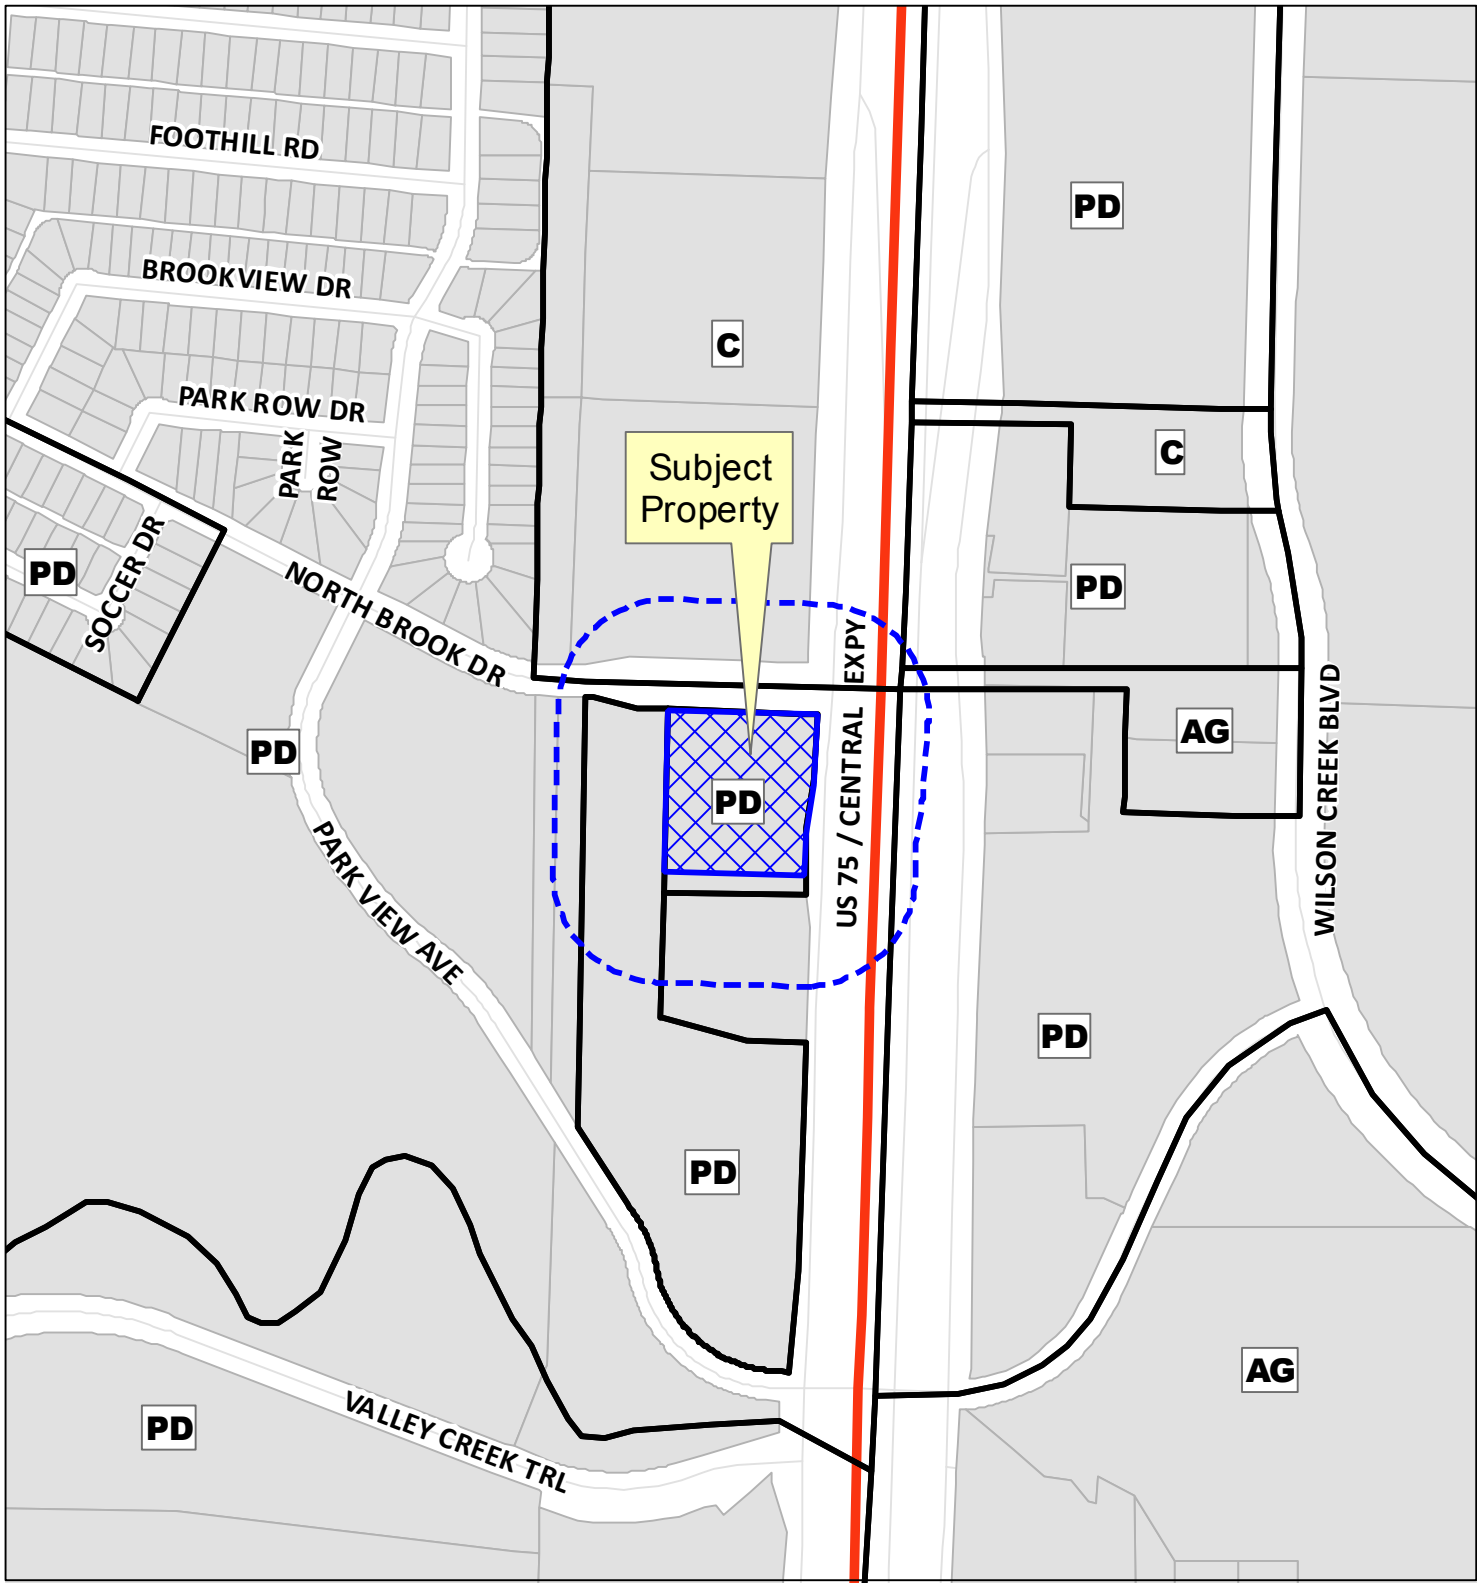 FOOTHILL RD
PD
BROOKVIEW DR
C
PARK ROW DR
PARK
ROW
C
Subject
Property
SOCCER DR
PD
PD
NORTH BROOK DR
US 75 / CENTRAL EXPY
AG
WILSON CREEK BLVD
PD
PD
PARK VIEW AVE
PD
PD
AG
VALLEY CREEK TRL
PD